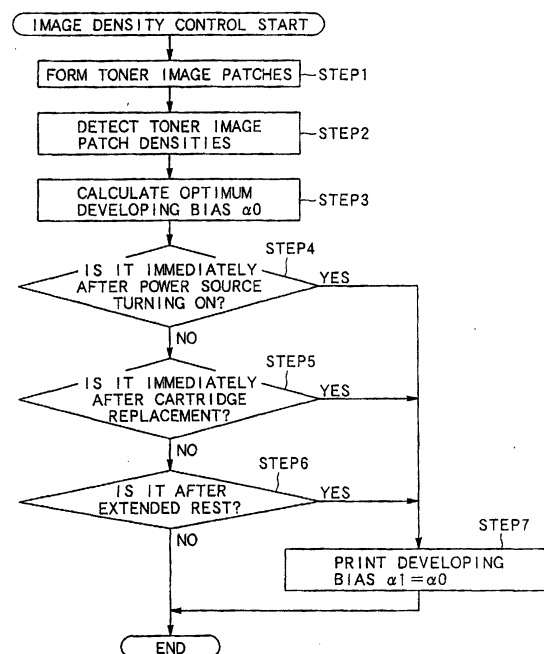 IMAGE DENSITY CONTROL START
FORM TONER IMAGE PATCHES
STEP1
DETECT TONER IMAGE
PATCH DENSITIES
STEP2
CALCULATE OPTIMUM
DEVELOPING BIAS α0
STEP3
STEP4
IS IT IMMEDIATELY
AFTER POWER SOURCE
TURNING ON?
YES
NO
STEP5
IS IT IMMEDIATELY
AFTER CARTRIDGE
REPLACEMENT?
YES
NO
STEP6
IS IT AFTER
EXTENDED REST?
YES
NO
STEP7
PRINT DEVELOPING
BIAS α1=α0
END